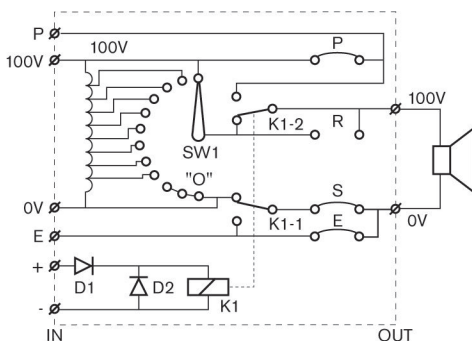 P
100V
100V
P
100V
K1-2
R
SW1
"O"
0V
S
K1-1
E
0V
E
+
D1
D2
K1
-
IN
OUT